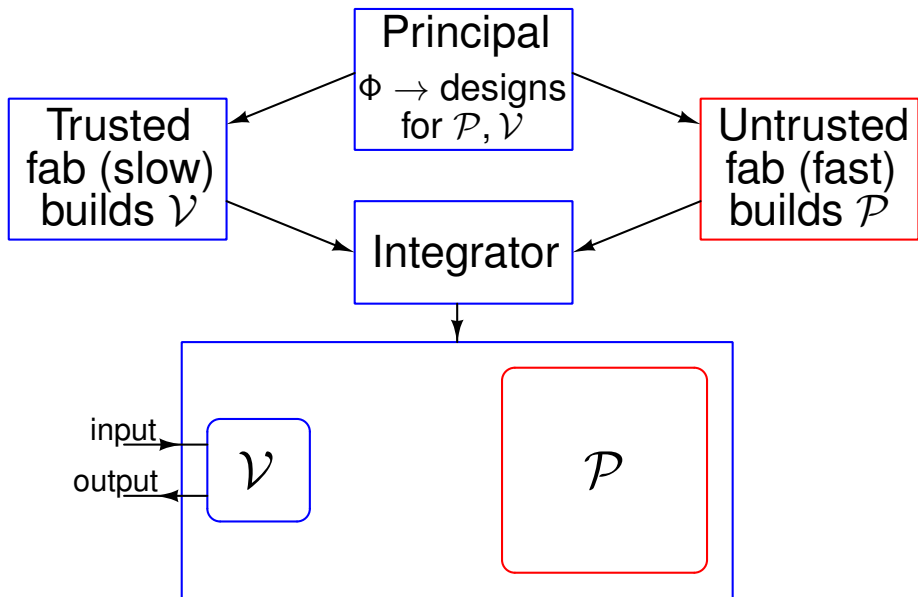 Principal
Φ → designs
for 𝒫, 𝒱
Trusted
fab (slow)
builds 𝒱
Untrusted
fab (fast)
builds 𝒫
Integrator
input
output
𝒱
𝒫